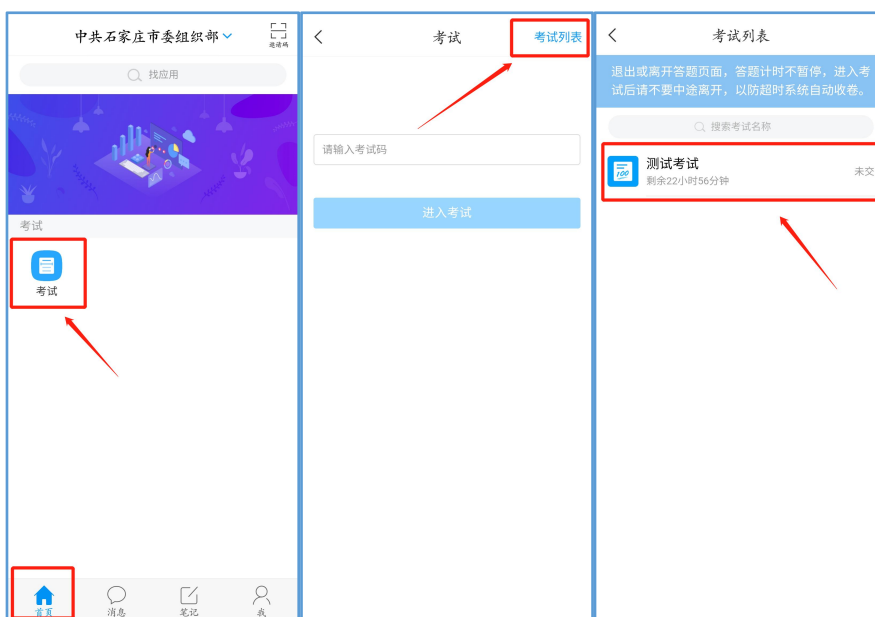 中共石家庄市委组织部
邀请码
找应用
考试
考试
首页
消息
笔记
我
考试
考试列表
请输入考试码
进入考试
考试列表
退出或离开答题页面，答题计时不暂停，进入考
试后请不要中途离开，以防超时系统自动收卷。
搜索考试名称
100
测试考试
剩余22小时56分钟
未交